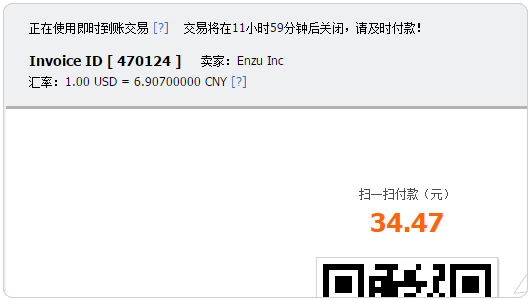 正在使用即时到账交易 [?] 交易将在11小时59分钟后关闭，请及时付款！
Invoice ID [ 470124 ] 卖家：Enzu Inc
汇率：1.00 USD = 6.90700000 CNY [?]
扫一扫付款（元）
34.47